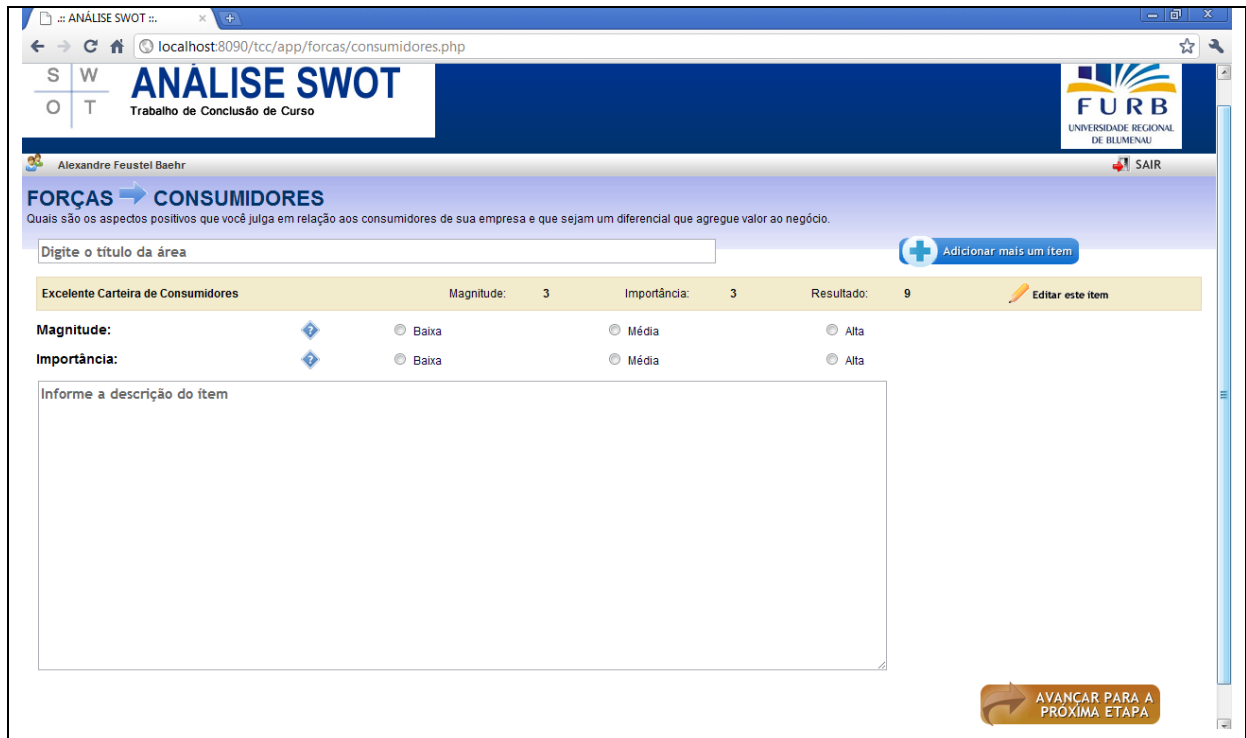 .:: ANÁLISE SWOT ::.
localhost:8090/tcc/app/forcas/consumidores.php
S W
O T
ANÁLISE SWOT
Trabalho de Conclusão de Curso
FURB
UNIVERSIDADE REGIONAL
DE BLUMENAU
Alexandre Feustel Baehr
SAIR
FORÇAS CONSUMIDORES
Quais são os aspectos positivos que você julga em relação aos consumidores de sua empresa e que sejam um diferencial que agregue valor ao negócio.
Digite o título da área
Adicionar mais um ítem
Excelente Carteira de Consumidores Magnitude: 3 Importância: 3 Resultado: 9 Editar este ítem
Magnitude: Baixa Média Alta
Importância: Baixa Média Alta
Informe a descrição do ítem
AVANÇAR PARA A
PRÓXIMA ETAPA